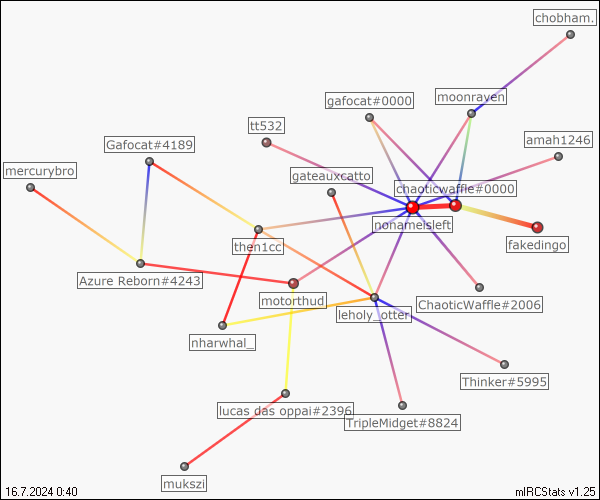 chobham.
moonraven
gafocat#0000
tt532
amah1246
Gafocat#4189
mercurybro
gateauxcatto
chaoticwaffle#0000
nonameisleft
fakedingo
then1cc
Azure Reborn#4243
motorthud
ChaoticWaffle#2006
leholy_otter
nharwhal_
Thinker#5995
lucas das oppai#2396
TripleMidget#8824
mukszi
16.7.2024 0:40
mIRCStats v1.25